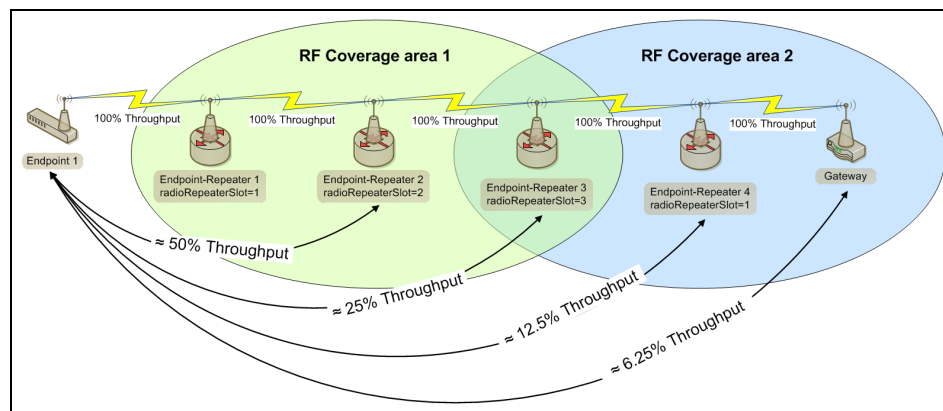 RF Coverage area 1
RF Coverage area 2
100% Throughput
100% Throughput
100% Throughput
100% Throughput
100% Throughput
Endpoint 1
Endpoint-Repeater 1
radioRepeaterSlot=1
Endpoint-Repeater 2
radioRepeaterSlot=2
Endpoint-Repeater 3
radioRepeaterSlot=3
Endpoint-Repeater 4
radioRepeaterSlot=1
Gateway
≈ 50% Throughput
≈ 25% Throughput
≈ 12.5% Throughput
≈ 6.25% Throughput